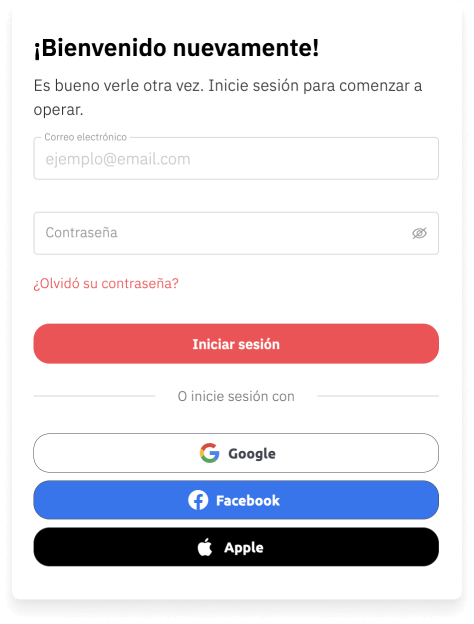 ¡Bienvenido nuevamente!
Es bueno verle otra vez. Inicie sesión para comenzar a
operar.
Correo electrónico
ejemplo@email.com
Contraseña
¿Olvidó su contraseña?
Iniciar sesión
O inicie sesión con
Google
Facebook
Apple